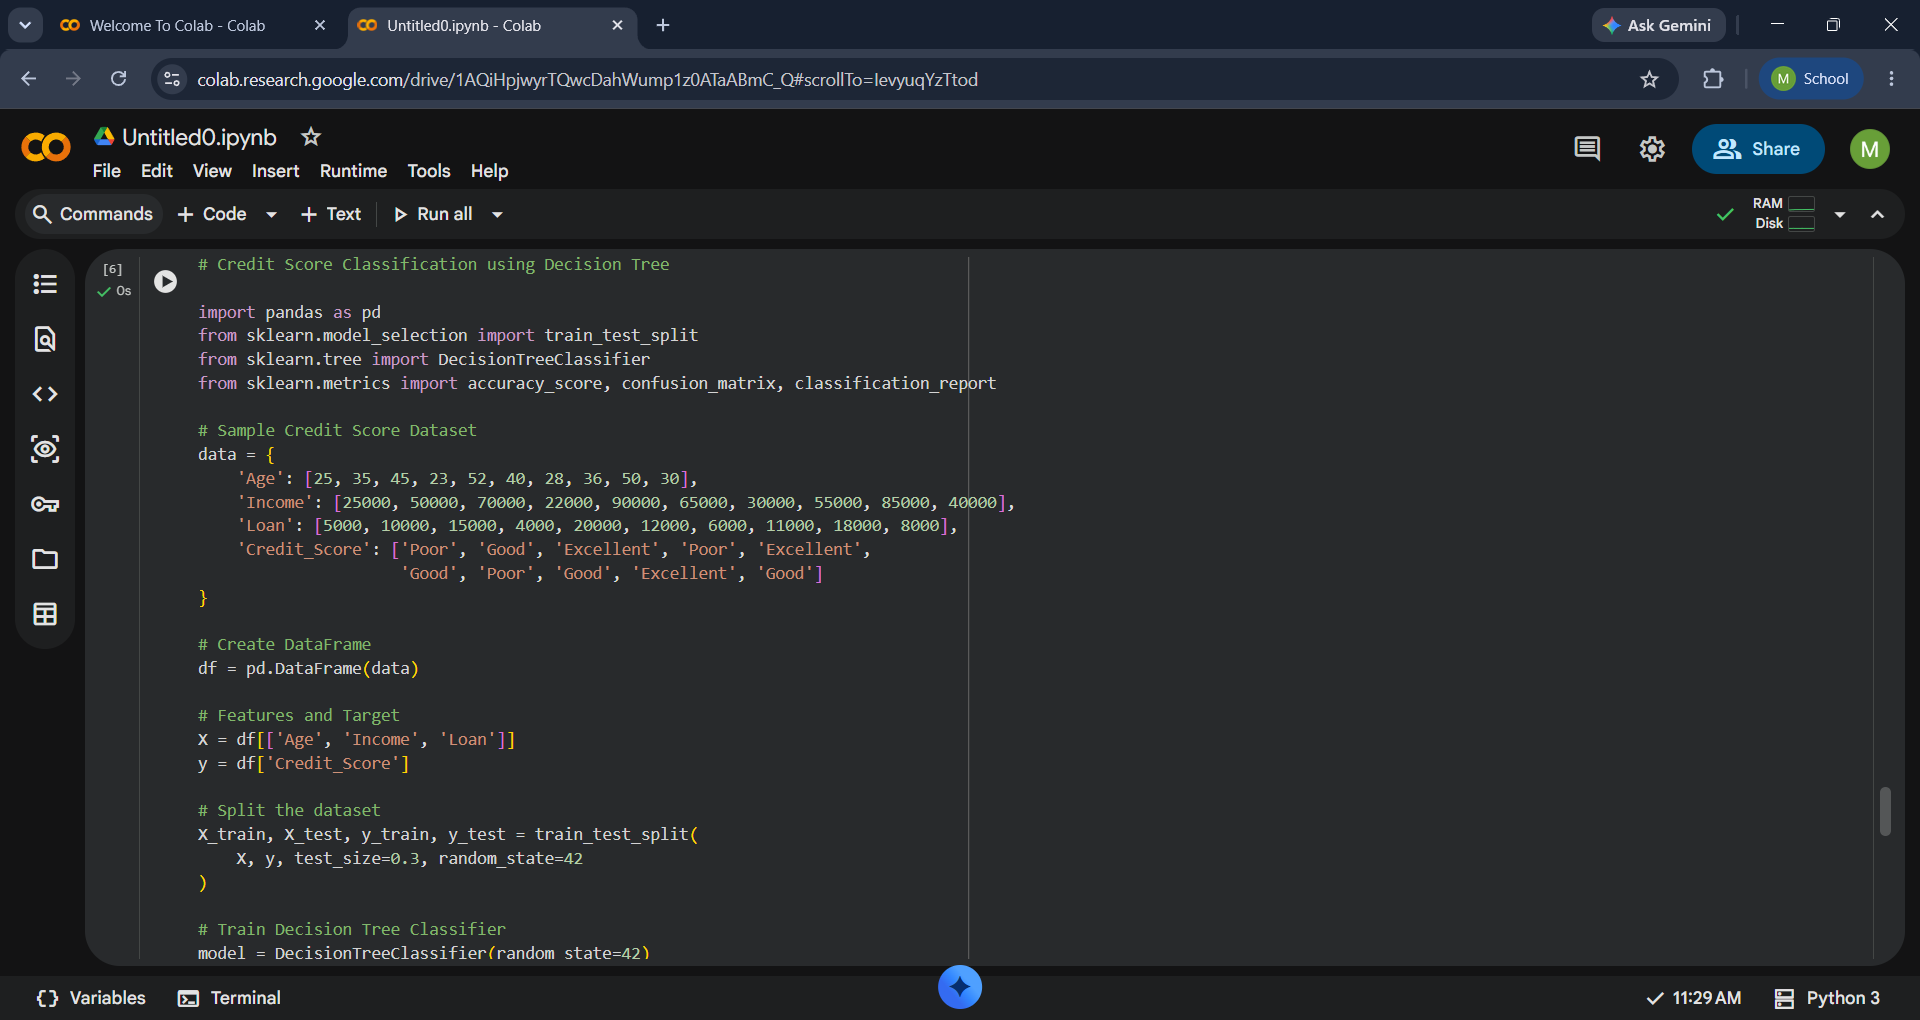 Welcome To Colab - Colab
Untitled0.ipynb - Colab
Ask Gemini
colab.research.google.com/drive/1AQiHpjwyrTQwcDahWump1z0ATaABmC_Q#scrollTo=levyuqYzTtod
M School
CO Untitled0.ipynb
File Edit View Insert Runtime Tools Help
Share
M
Commands + Code + Text Run all
RAM
Disk
[6]
0s
# Credit Score Classification using Decision Tree
import pandas as pd
from sklearn.model_selection import train_test_split
from sklearn.tree import DecisionTreeClassifier
from sklearn.metrics import accuracy_score, confusion_matrix, classification_report
# Sample Credit Score Dataset
data = {
'Age': [25, 35, 45, 23, 52, 40, 28, 36, 50, 30],
'Income': [25000, 50000, 70000, 22000, 90000, 65000, 30000, 55000, 85000, 40000],
'Loan': [5000, 10000, 15000, 4000, 20000, 12000, 6000, 11000, 18000, 8000],
'Credit_Score': ['Poor', 'Good', 'Excellent', 'Poor', 'Excellent',
'Good', 'Poor', 'Good', 'Excellent', 'Good']
}
# Create DataFrame
df = pd.DataFrame(data)
# Features and Target
X = df[['Age', 'Income', 'Loan']]
y = df['Credit_Score']
# Split the dataset
X_train, X_test, y_train, y_test = train_test_split(
X, y, test_size=0.3, random_state=42
)
# Train Decision Tree Classifier
model = DecisionTreeClassifier(random_state=42)
{} Variables Terminal
11:29 AM Python 3